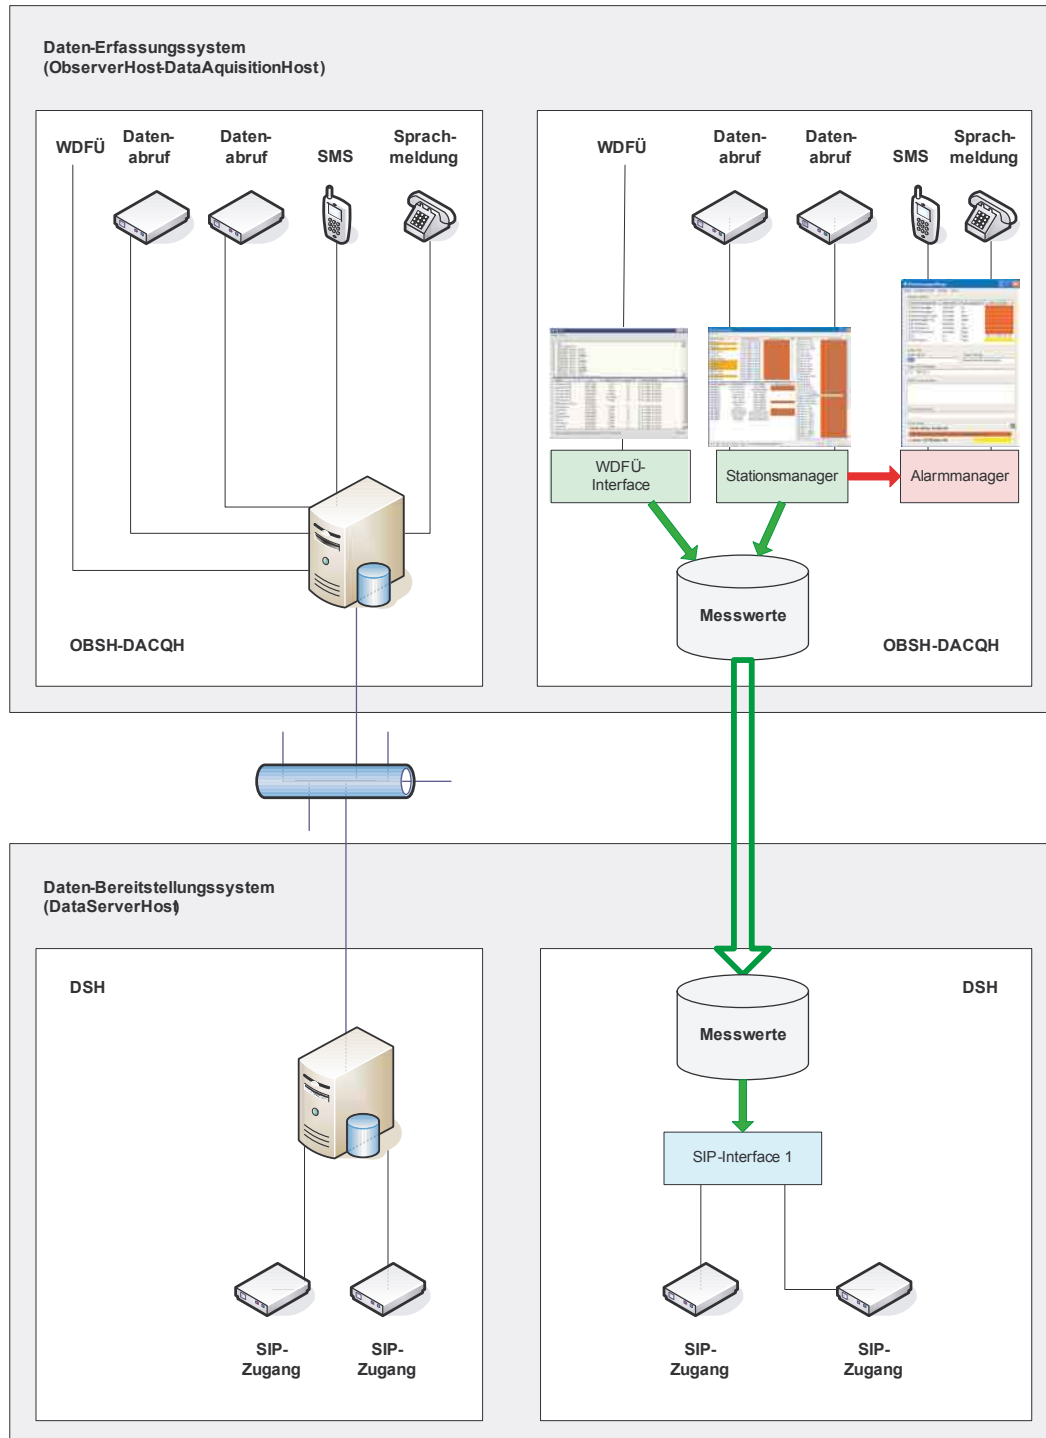 Daten-Erfassungssystem
(ObserverHost-DataAquisitionHost)
WDFÜ
Daten-
abruf
Daten-
abruf
SMS
Sprach-
meldung
OBSH-DACQH
WDFÜ
Daten-
abruf
Daten-
abruf
SMS
Sprach-
meldung
WDFÜ-
Interface
Stationsmanager
Alarmmanager
Messwerte
OBSH-DACQH
Daten-Bereitstellungssystem
(DataServerHost)
DSH
SIP-
Zugang
SIP-
Zugang
DSH
Messwerte
SIP-Interface 1
SIP-
Zugang
SIP-
Zugang